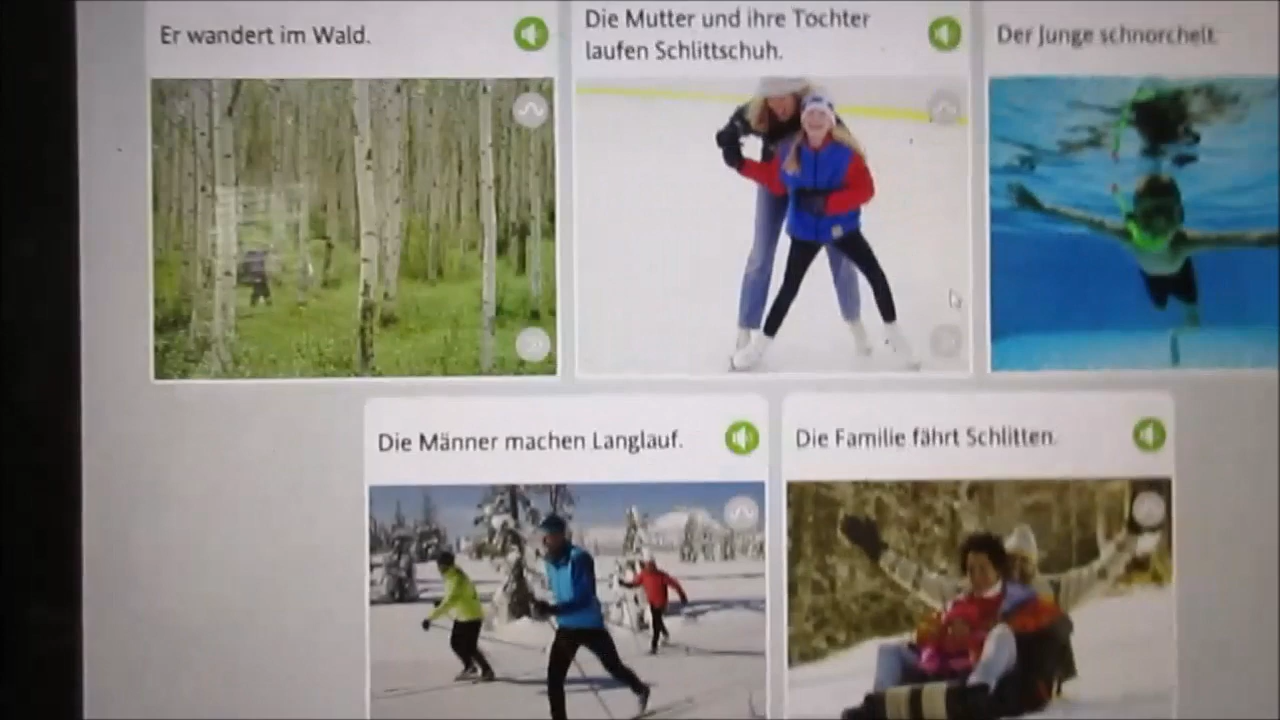 Er wandert im Wald.
Die Mutter und ihre Tochter
laufen Schlittschuh.
Der Junge schnorchelt.
Die Männer machen Langlauf.
Die Familie fährt Schlitten.